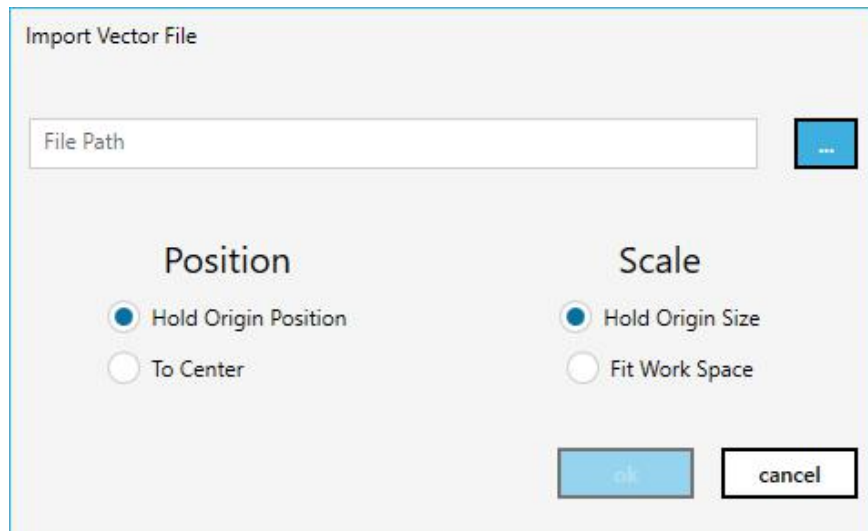 Import Vector File
File Path
...
Position
Scale
Hold Origin Position
Hold Origin Size
To Center
Fit Work Space
ok
cancel